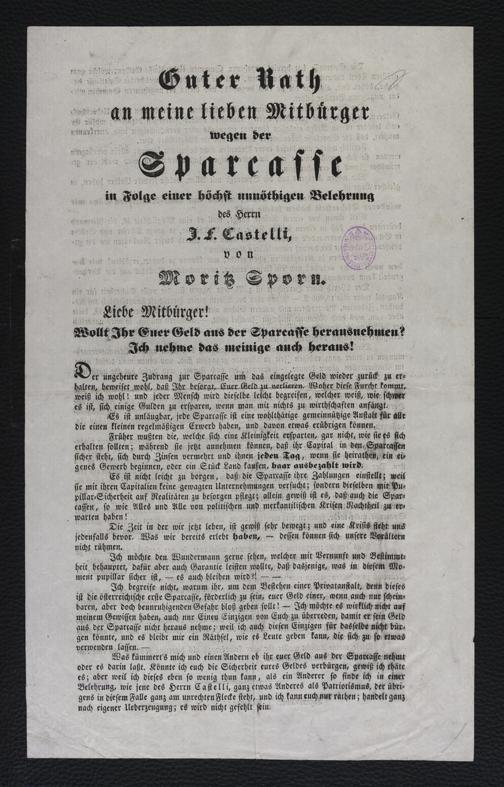 Guter Rath
an meine lieben Mitbürger
wegen der
Sparcasse
in Folge einer höchst unnöthigen Belehrung
des Herrn
J. F. Castelli,
von
Moritz Sporn.
Liebe Mitbürger!
Wollt Ihr Euer Geld aus der Sparcasse herausnehmen?
Ich nehme das meinige auch heraus!
Der ungeheure Zudrang zur Sparcasse um das eingelegte Geld wieder zurück zu er-
halten, beweiset wohl, daß Ihr besorgt, Euer Geld zu verlieren. Woher diese Furcht kommt,
weiß ich wohl! und jeder Mensch wird dieselbe leicht begreifen, welcher weiß, wie schwer
es ist, sich einige Gulden zu ersparen, wenn man mit nichts zu wirthschaften anfängt.
Es ist unläugbar, jede Sparcasse ist eine wohlthätige gemeinnützige Anstalt für alle
die einen kleinen regelmäßigen Erwerb haben, und davon etwas erübrigen können.
Früher mußten die, welche sich eine Kleinigkeit ersparten, gar nicht, wie sie es sich
erhalten sollten; während sie jetzt annehmen können, daß ihr Capital in den Sparcassen
sicher steht, sich durch Zinsen vermehrt und ihnen jeden Tag, wenn sie heirathen, ein ei-
genes Gewerb beginnen, oder ein Stück Land kaufen, baar ausbezahlt wird.
Es ist nicht leicht zu borgen, daß die Sparcasse ihre Zahlungen einstellt; weil
sie mit ihren Capitalien keine gewagten Unternehmungen versucht; sondern dieselben mit Pu-
pillar-Sicherheit auf Realitäten zu besorgen pflegt; allein gewiß ist es, daß auch die Spar-
cassen, so wie Alles und Alle von politischen und merkantilischen Krisen Nachtheil zu er-
warten haben!
Die Zeit in der wir jetzt leben, ist gewiß sehr bewegt; und eine Krisis steht uns
jedenfalls bevor. Was wir bereits erlebt haben, — dessen können sich unsere Vorältern
nicht rühmen.
Ich möchte den Wundermann gerne sehen, welcher mit Vernunft und Bestimmt-
heit behauptet, dafür aber auch Garantie leisten wollte, daß dasjenige, was in diesem Mo-
ment pupillar sicher ist, — es auch bleiben wird?! — —
Ich begreife nicht, warum ihr, um dem Bestehen einer Privatanstalt, denn dieses
ist die österreichische erste Sparcasse, förderlich zu sein, euer Geld einer, wenn auch nur schein-
baren, aber doch beunruhigenden Gefahr bloß geben sollt! — Ich möchte es wirklich nicht auf
meinem Gewissen haben, auch nur Einen Einzigen von Euch zu überreden, damit er sein Geld
aus der Sparcasse nicht heraus nehme; weil ich auch diesen Einzigen für dasselbe nicht bür-
gen könnte, und es bleibt mir ein Räthsel, wie es Leute geben kann, die sich zu so etwas
verwenden lassen. —
Was kümmert's mich und einen Andern ob ihr euer Geld aus der Sparcasse nehmt
oder es darin laßt. Könnte ich euch die Sicherheit eures Geldes verbürgen, gewiß ich thäte
es; aber weil ich dieses eben so wenig thun kann, als ein Anderer so finde ich in einer
Belehrung, wie jene des Herrn Castelli, ganz etwas Anderes als Patriotismus, der übri-
gens in diesem Falle ganz am unrechten Flecke steht, und ich kann euch nur rathen; handelt ganz
nach eigener Ueberzeugung; es wird nicht gefehlt sein.